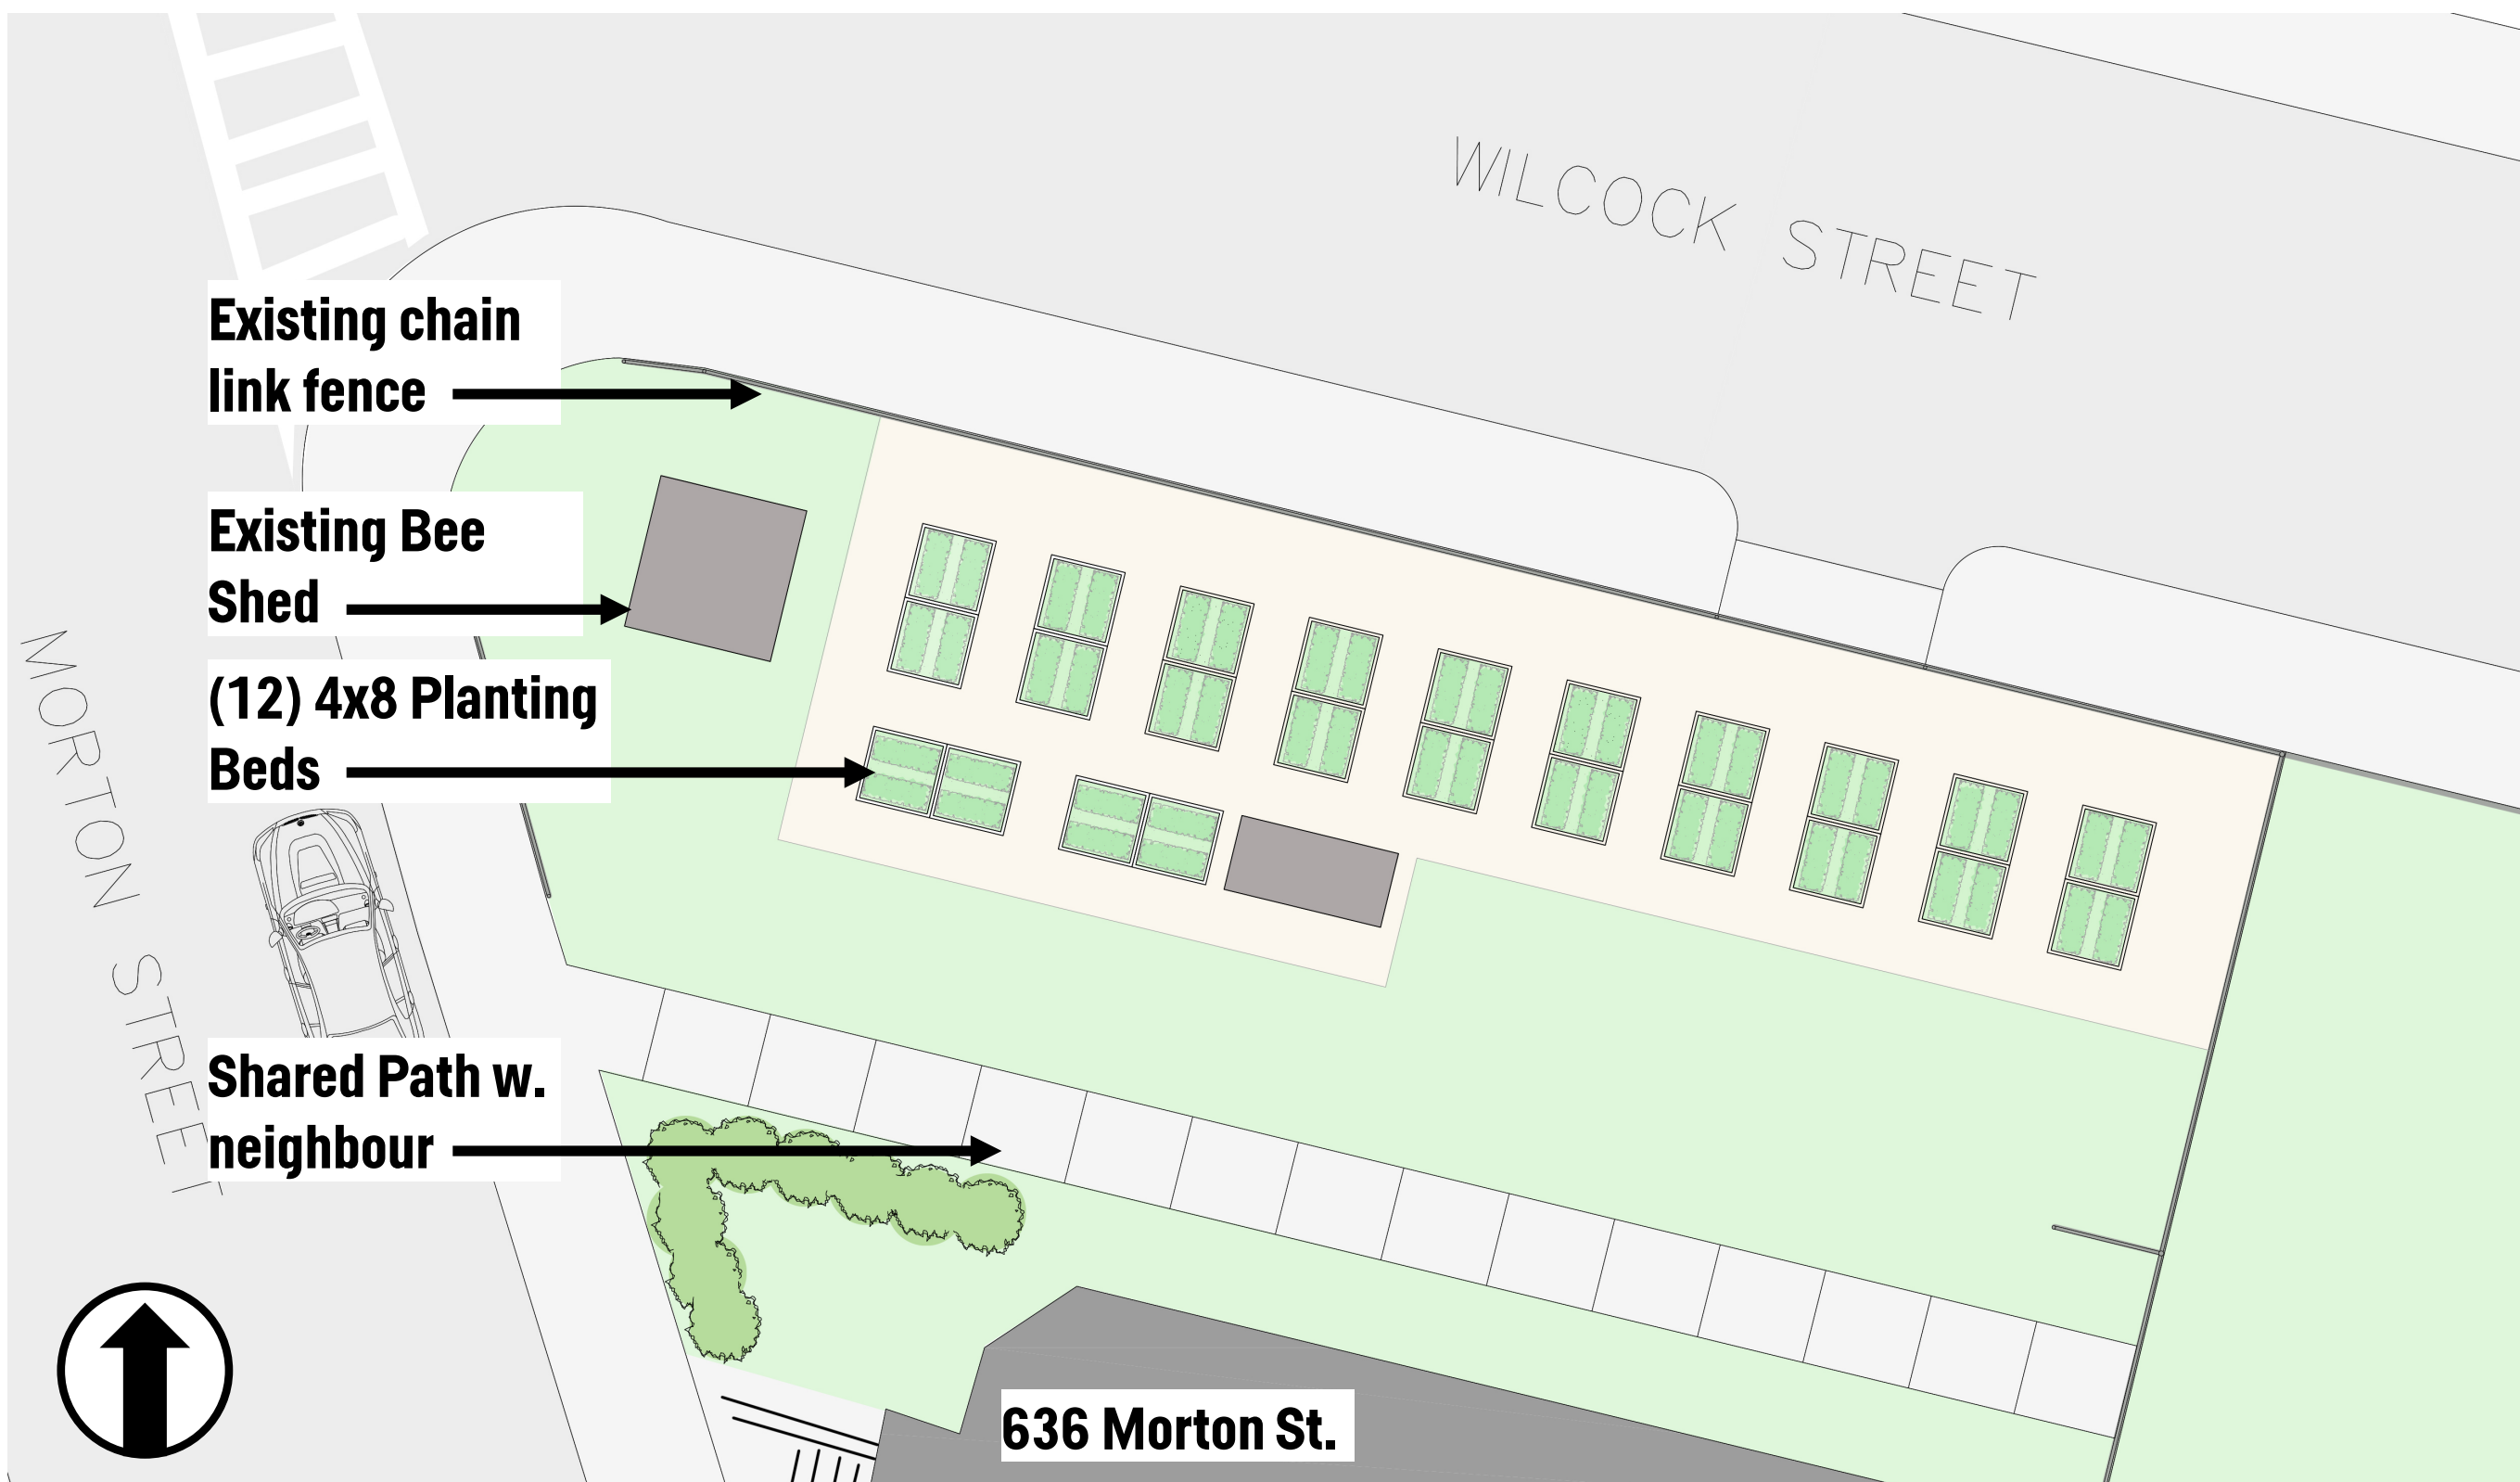 WILCOCK STREET
Existing chain
link fence
Existing Bee
Shed
(12) 4x8 Planting
Beds
MORTON STREET
Shared Path w.
neighbour
636 Morton St.